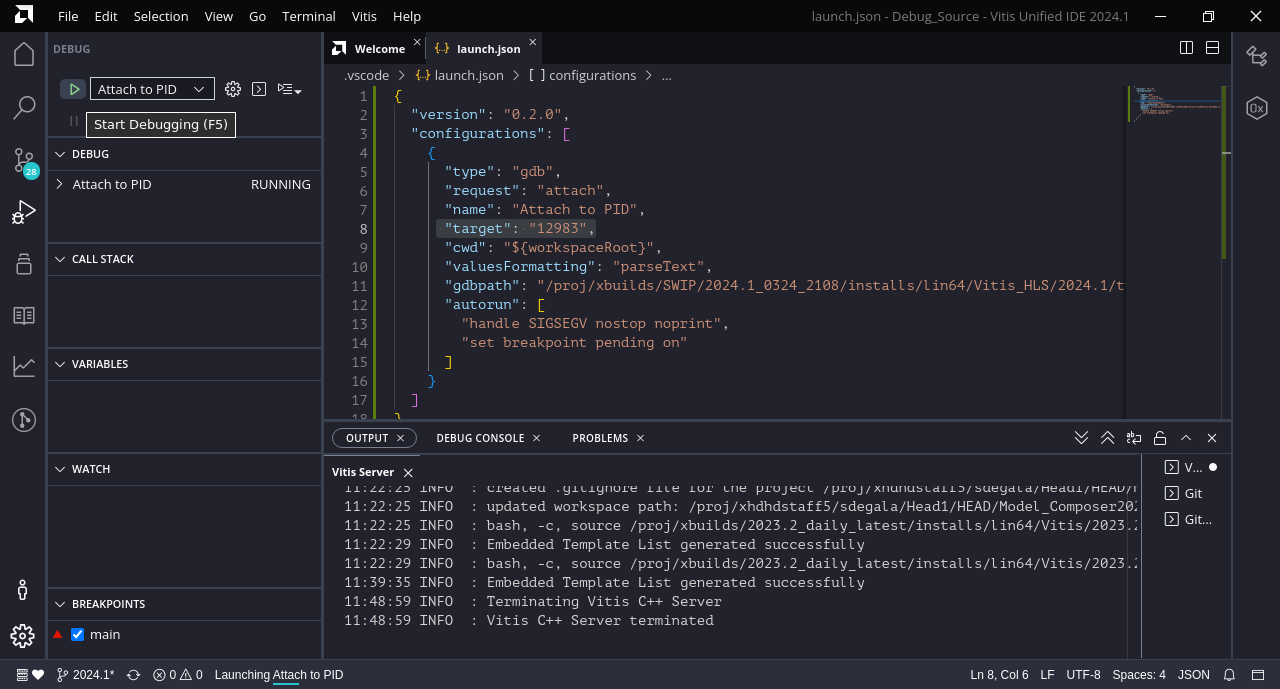 File Edit Selection View Go Terminal Vitis Help launch.json - Debug_Source - Vitis Unified IDE 2024.1
DEBUG
Attach to PID
Start Debugging (F5)
DEBUG
Attach to PID RUNNING
CALL STACK
VARIABLES
WATCH
BREAKPOINTS
main
28
Welcome launch.json
.vscode > {..} launch.json > [ ] configurations > ...
1 {
2 "version": "0.2.0",
3 "configurations": [
4 {
5 "type": "gdb",
6 "request": "attach",
7 "name": "Attach to PID",
8 "target": "12983",
9 "cwd": "${workspaceRoot}",
10 "valuesFormatting": "parseText",
11 "gdbpath": "/proj/xbuilds/SWIP/2024.1_0324_2108/installs/lin64/Vitis_HLS/2024.1/t
12 "autorun": [
13 "handle SIGSEGV nostop noprint",
14 "set breakpoint pending on"
15 ]
16 }
17 ]
18 }
0x
OUTPUT DEBUG CONSOLE PROBLEMS
Vitis Server
11:22:25 INFO : created .gitignore file for the project /proj/xhdhdstaff5/sdegala/Head1/HEAD/
11:22:25 INFO : updated workspace path: /proj/xhdhdstaff5/sdegala/Head1/HEAD/Model_Composer202
11:22:25 INFO : bash, -c, source /proj/xbuilds/2023.2_daily_latest/installs/lin64/Vitis/2023.2
11:22:29 INFO : Embedded Template List generated successfully
11:22:29 INFO : bash, -c, source /proj/xbuilds/2023.2_daily_latest/installs/lin64/Vitis/2023.2
11:39:35 INFO : Embedded Template List generated successfully
11:48:59 INFO : Terminating Vitis C++ Server
11:48:59 INFO : Vitis C++ Server terminated
V...
Git
Git...
2024.1* 0 0 Launching Attach to PID Ln 8, Col 6 LF UTF-8 Spaces: 4 JSON